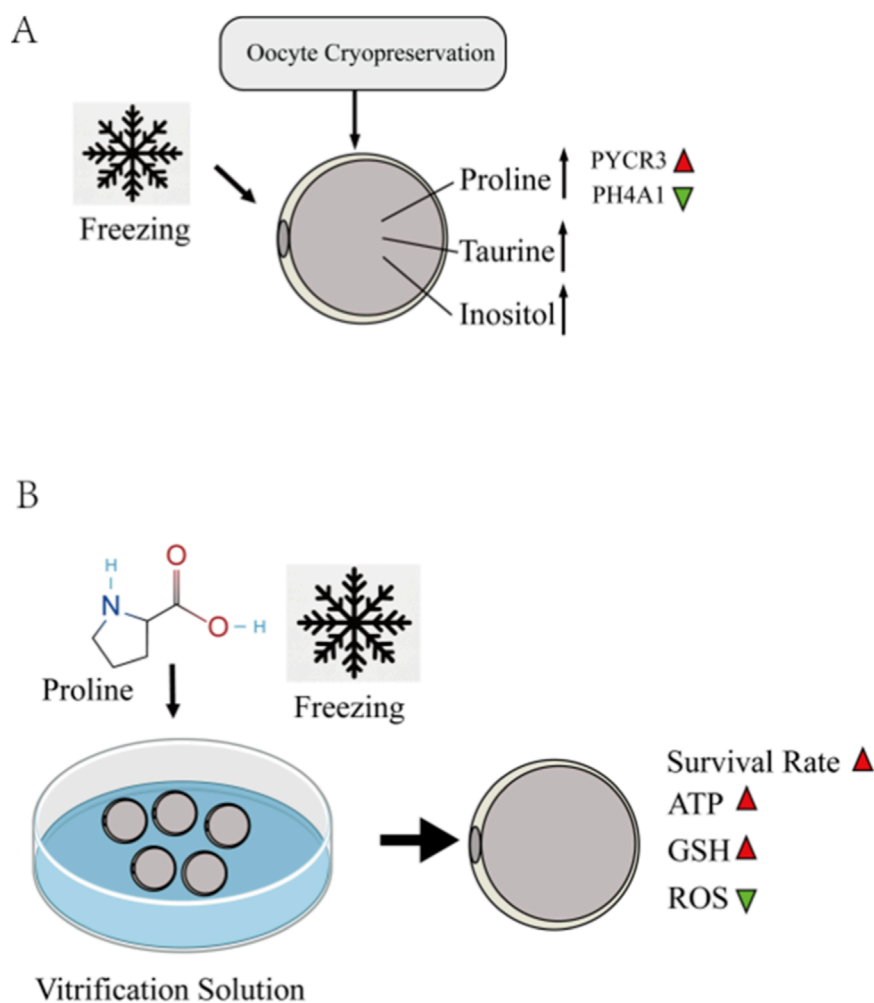 A
Oocyte Cryopreservation
Freezing
Proline
PYCR3
PH4A1
Taurine
Inositol
B
H
N
O
O
H
Proline
Freezing
Vitrification Solution
Survival Rate
ATP
GSH
ROS